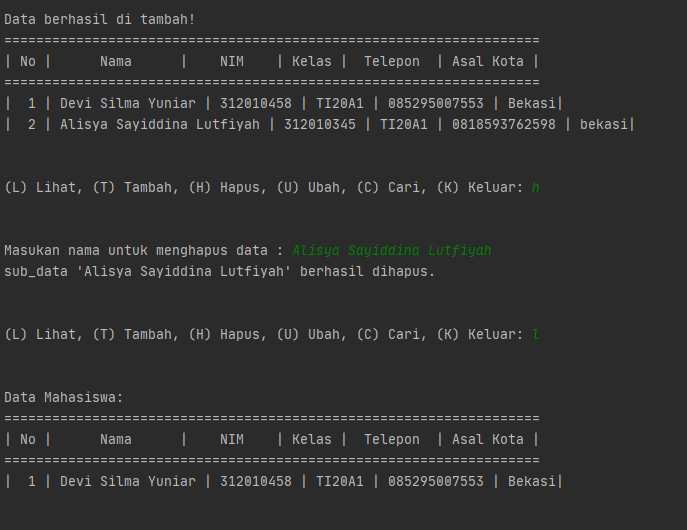 Data berhasil di tambah!
===================================================================
| No |      Nama      |    NIM    | Kelas |  Telepon  | Asal Kota |
===================================================================
|  1 | Devi Silma Yuniar | 312010458 | TI20A1 | 085295007553 | Bekasi|
|  2 | Alisya Sayiddina Lutfiyah | 312010345 | TI20A1 | 0818593762598 | bekasi|
(L) Lihat, (T) Tambah, (H) Hapus, (U) Ubah, (C) Cari, (K) Keluar: h
Masukan nama untuk menghapus data : Alisya Sayiddina Lutfiyah
sub_data 'Alisya Sayiddina Lutfiyah' berhasil dihapus.
(L) Lihat, (T) Tambah, (H) Hapus, (U) Ubah, (C) Cari, (K) Keluar: l
Data Mahasiswa:
===================================================================
| No |      Nama      |    NIM    | Kelas |  Telepon  | Asal Kota |
===================================================================
|  1 | Devi Silma Yuniar | 312010458 | TI20A1 | 085295007553 | Bekasi|